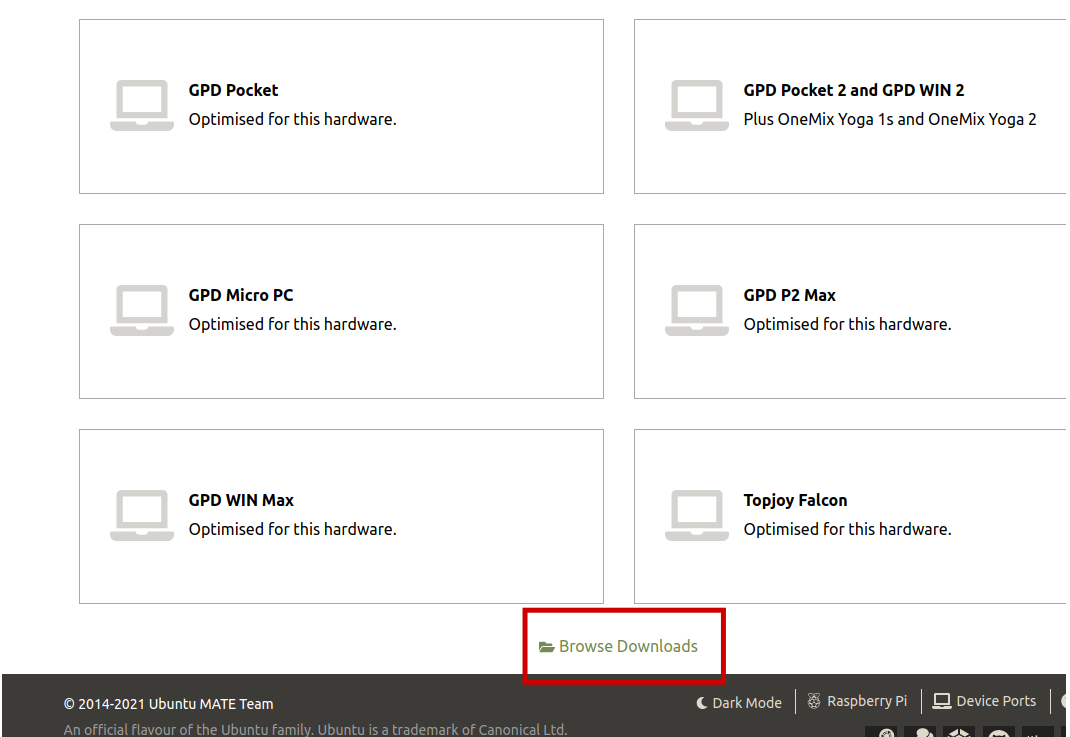 GPD Pocket
Optimised for this hardware.
GPD Pocket 2 and GPD WIN 2
Plus OneMix Yoga 1s and OneMix Yoga 2
GPD Micro PC
Optimised for this hardware.
GPD P2 Max
Optimised for this hardware.
GPD WIN Max
Optimised for this hardware.
Topjoy Falcon
Optimised for this hardware.
Browse Downloads
© 2014-2021 Ubuntu MATE Team
Dark Mode
Raspberry Pi
Device Ports
An official flavour of the Ubuntu family. Ubuntu is a trademark of Canonical Ltd.